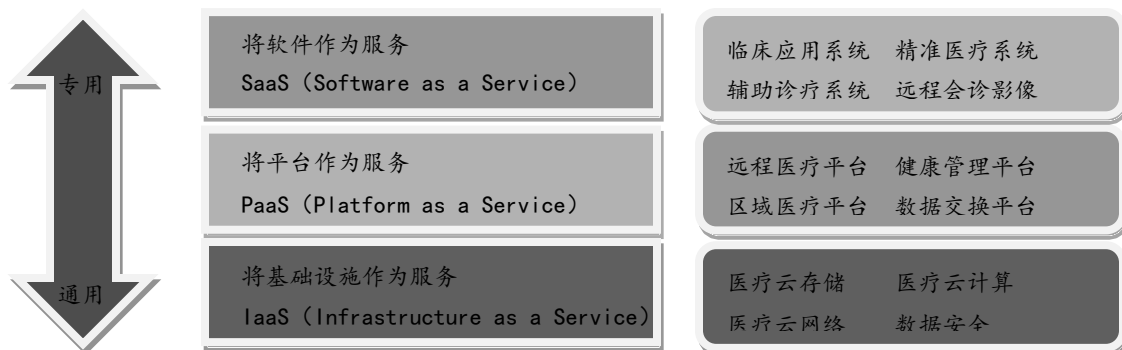 专用
通用
将软件作为服务
SaaS（Software as a Service）
临床应用系统 精准医疗系统
辅助诊疗系统 远程会诊影像
将平台作为服务
PaaS（Platform as a Service）
远程医疗平台 健康管理平台
区域医疗平台 数据交换平台
将基础设施作为服务
IaaS（Infrastructure as a Service）
医疗云存储 医疗云计算
医疗云网络 数据安全